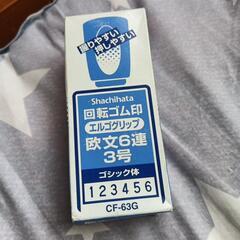 握りやすい
押しやすい
Shachihata
回転ゴム印
エルゴグリップ
欧文6連
3号
ゴシック体
123456
CF-63G